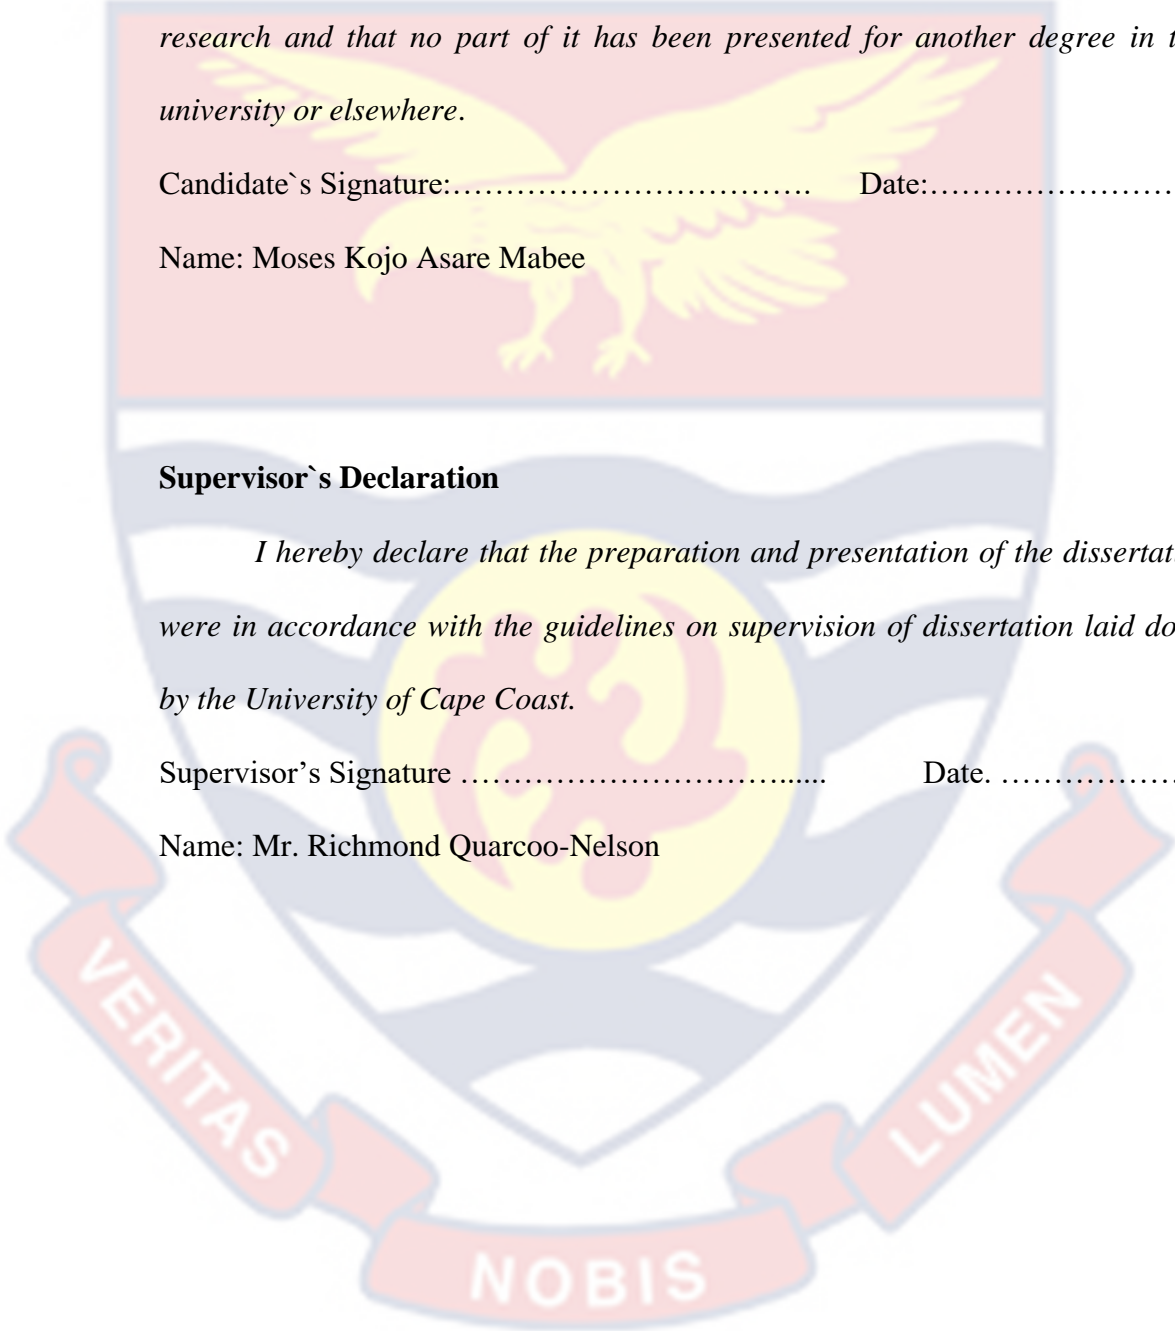 research and that no part of it has been presented for another degree in t
university or elsewhere.
Candidate`s Signature:…………………………………. Date:……………………
Name: Moses Kojo Asare Mabee
Supervisor`s Declaration
I hereby declare that the preparation and presentation of the dissertat
were in accordance with the guidelines on supervision of dissertation laid do
by the University of Cape Coast.
Supervisor’s Signature …………………………...... Date. ………………
Name: Mr. Richmond Quarcoo-Nelson
VERITAS
NOBIS
LUMEN